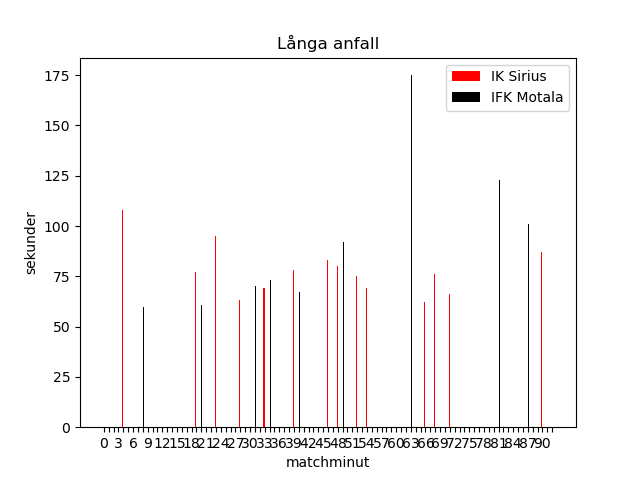 Långa anfall
IK Sirius
IFK Motala
175
150
125
100
75
50
25
0
sekunder
0 3 6 9 12 15 18 21 24 27 30 33 36 39 42 45 48 51 54 57 60 63 66 69 72 75 78 81 84 87 90
matchminut